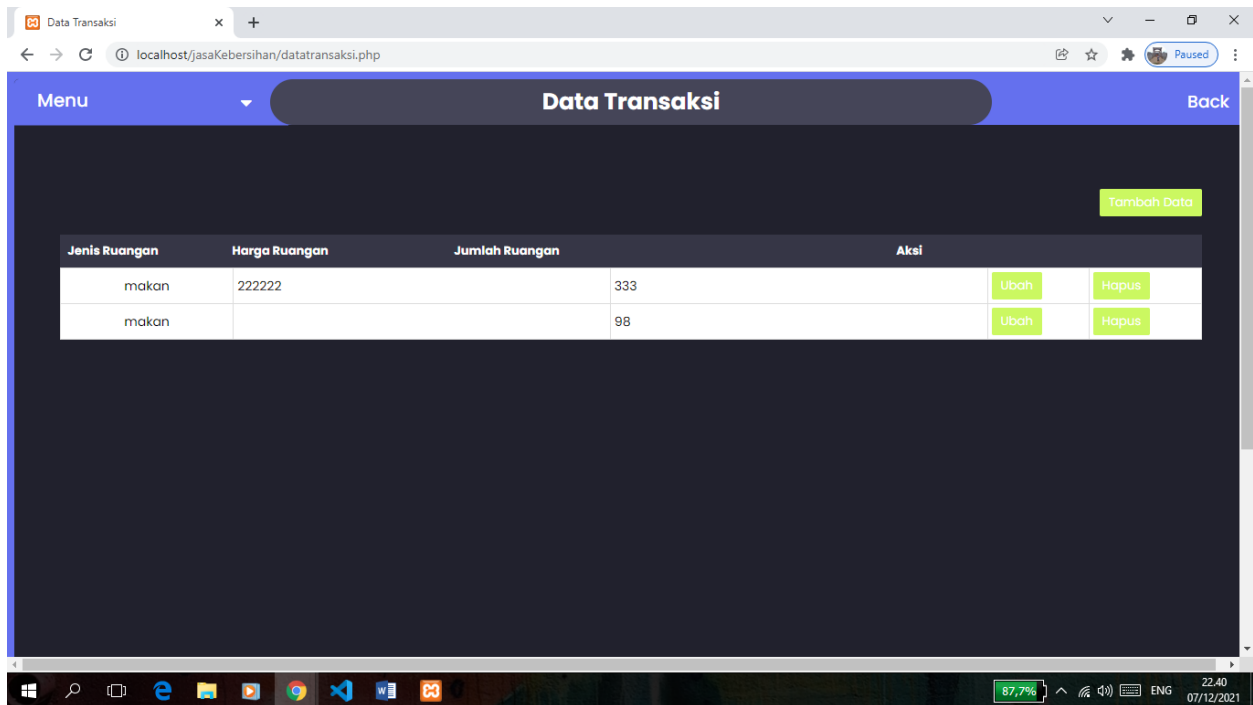 Data Transaksi
localhost/jasaKebersihan/datatransaksi.php
Paused
Menu
Data Transaksi
Back
Tambah Data
Jenis Ruangan Harga Ruangan Jumlah Ruangan Aksi
makan 222222 333 Ubah Hapus
makan 98 Ubah Hapus
87,7%
ENG
22.40
07/12/2021